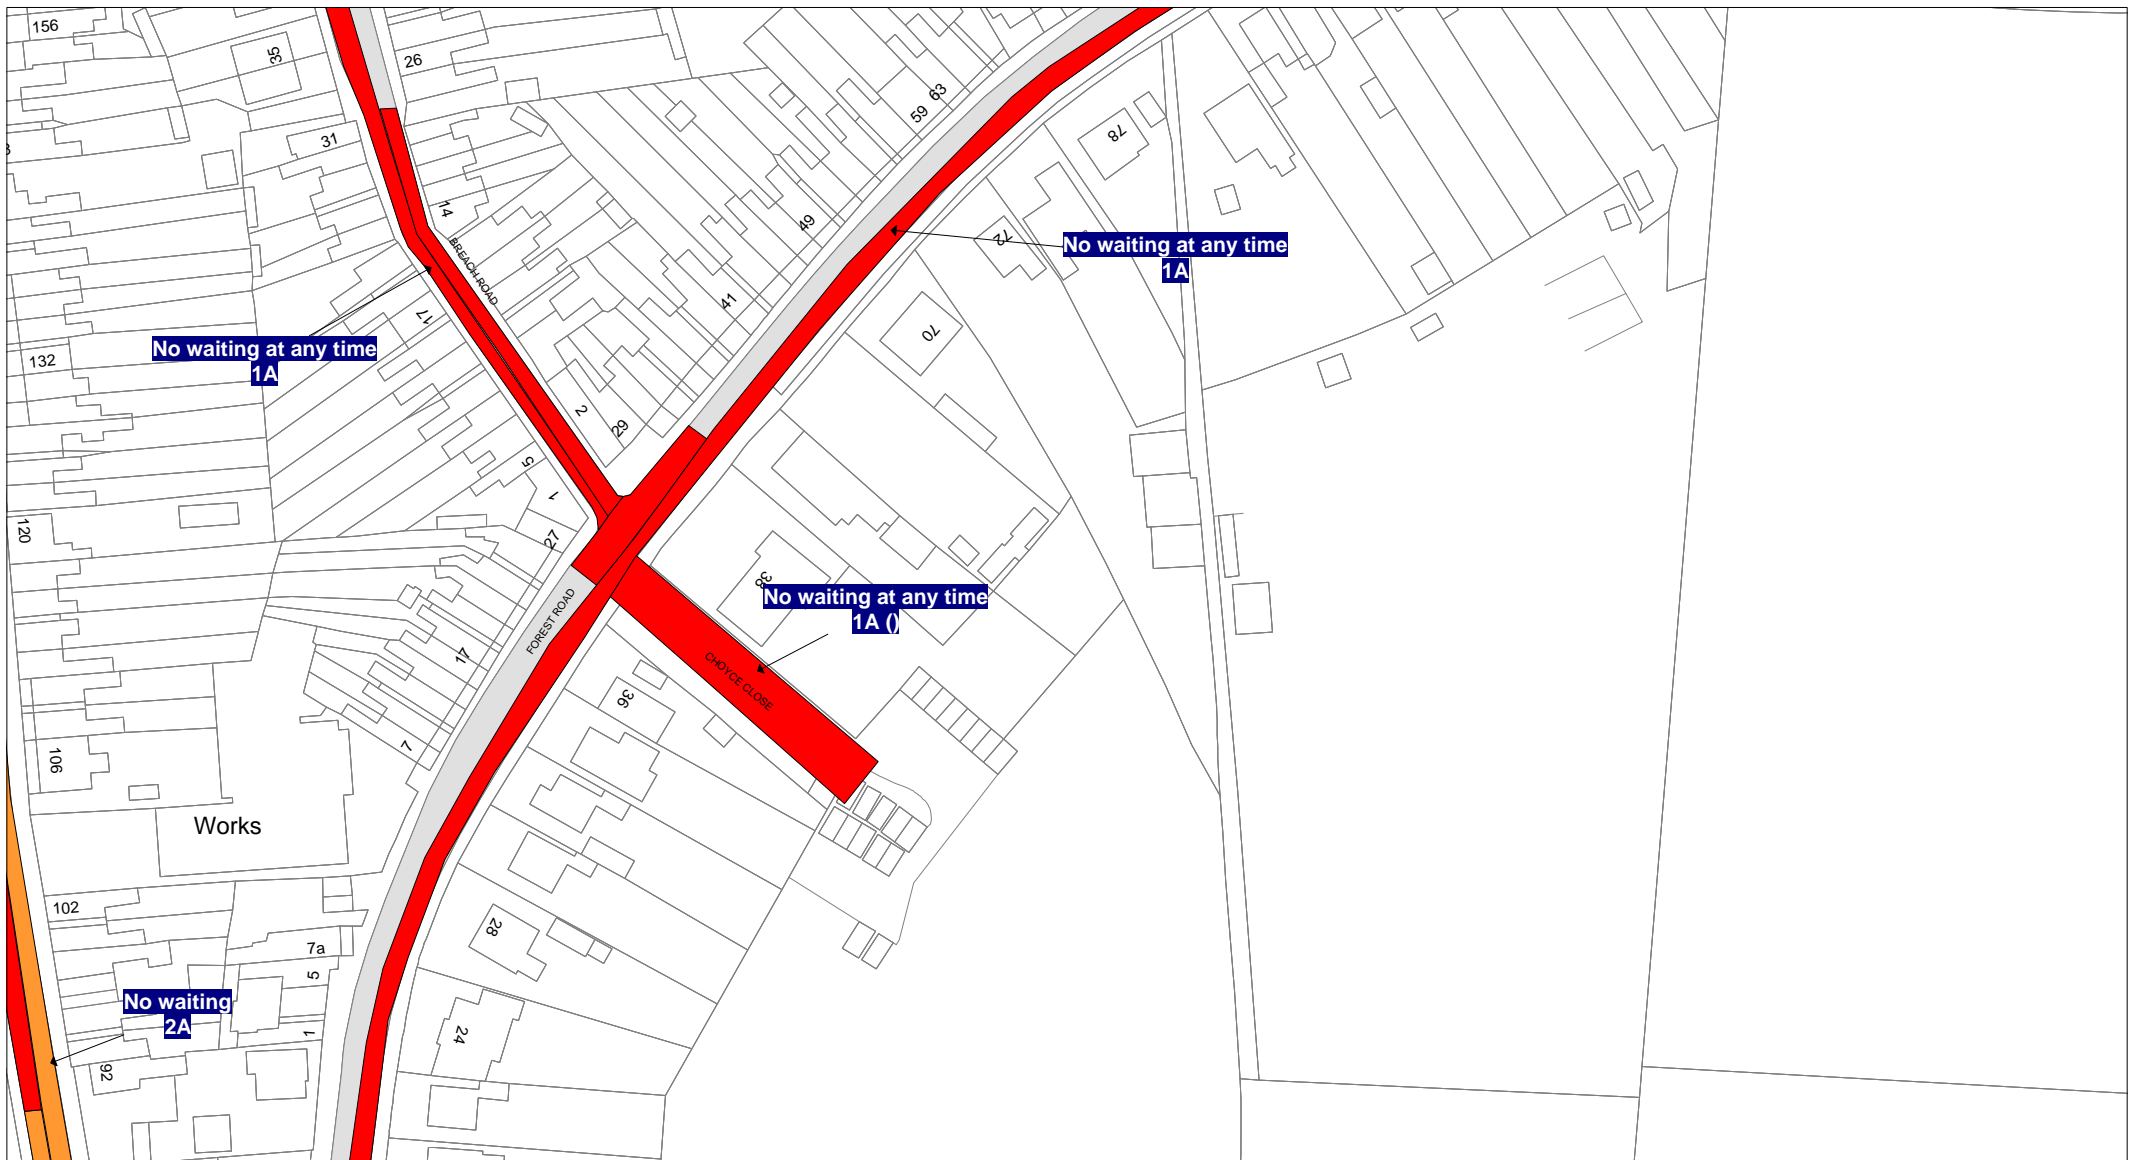 156
35
26
31
63
59
78
14
BREACH ROAD
49
72
No waiting at any time
1A
41
17
70
No waiting at any time
1A
132
2
29
5
1
120
27
38
No waiting at any time
1A ()
FOREST ROAD
17
CHOYCE CLOSE
36
7
106
Works
102
28
7a
5
No waiting
2A
1
24
92